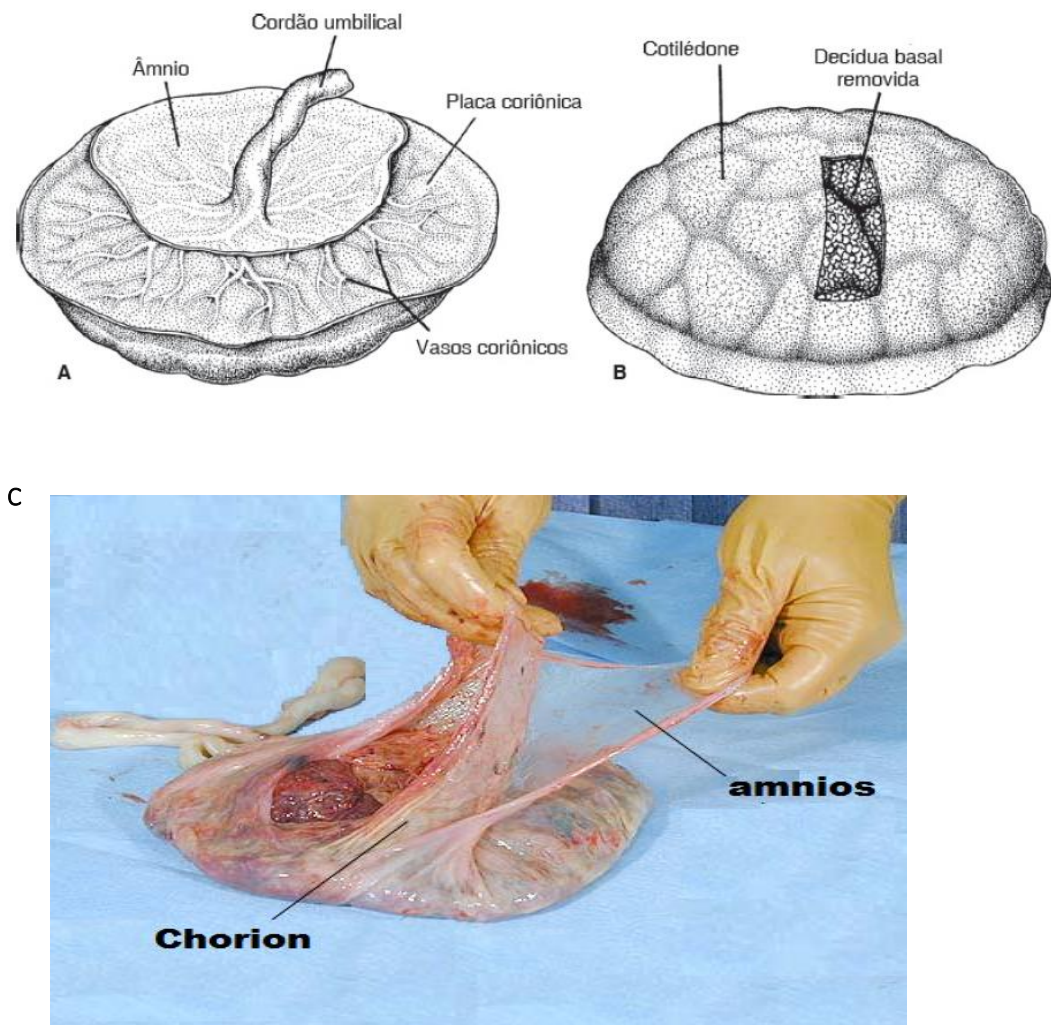 Cordão umbilical
Âmnio
Placa coriônica
Vasos coriônicos
A
Cotilédone
Decídua basal
removida
B
C
amnios
Chorion